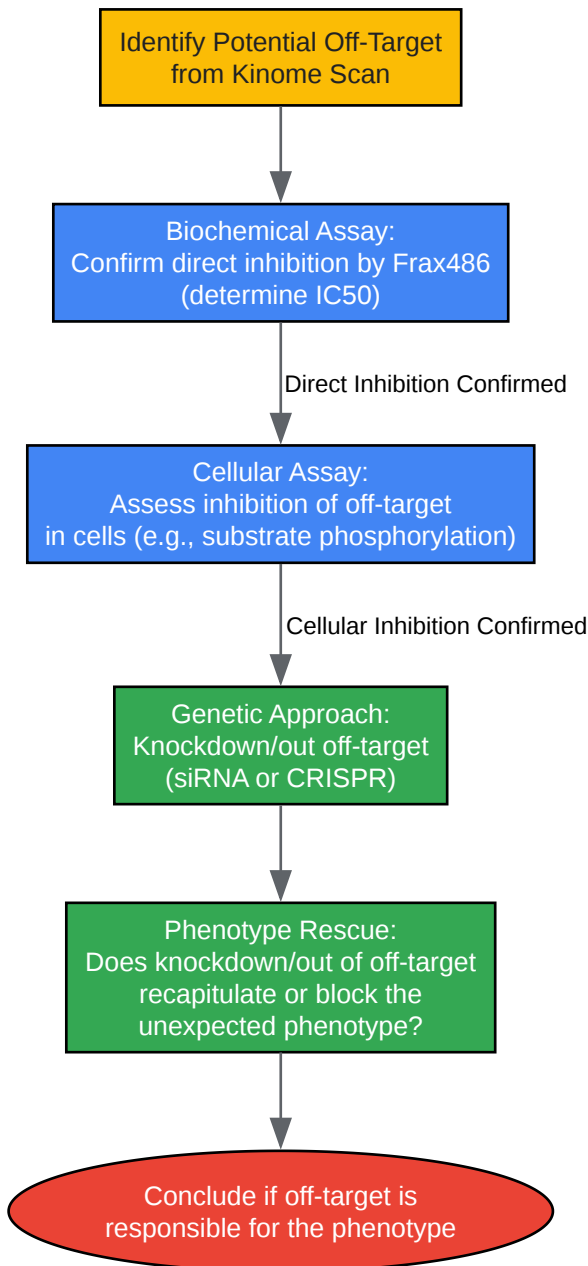 Identify Potential Off-Target
from Kinome Scan
Biochemical Assay:
Confirm direct inhibition by Frax486
(determine IC50)
Direct Inhibition Confirmed
Cellular Assay:
Assess inhibition of off-target
in cells (e.g., substrate phosphorylation)
Cellular Inhibition Confirmed
Genetic Approach:
Knockdown/out off-target
(siRNA or CRISPR)
Phenotype Rescue:
Does knockdown/out of off-target
recapitulate or block the
unexpected phenotype?
Conclude if off-target is
responsible for the phenotype